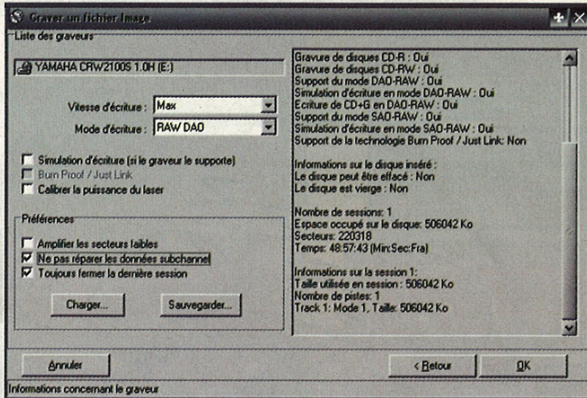 Graver un fichier Image
Liste des graveurs
YAMAHA CRW2100S 1.0H (E:)
Vitesse d'écriture : Max
Mode d'écriture : RAW DAO
Simulation d'écriture (si le graveur le supporte)
Burn Proof / Just Link
Calibrer la puissance du laser
Préférences
Amplifier les secteurs faibles
Ne pas réparer les données subchannel
Toujours fermer la dernière session
Charger...
Sauvegarder...
Gravure de disques CD-R : Oui
Gravure de disques CD-RW : Oui
Support du mode DAO-RAW : Oui
Simulation d'écriture en mode DAO-RAW : Oui
Ecriture de CD+G en DAO-RAW : Oui
Support du mode SAO-RAW : Oui
Simulation d'écriture en mode SAO-RAW : Oui
Support de la technologie Burn Proof / Just Link: Non
Informations sur le disque inséré :
Le disque peut être effacé : Non
Le disque est vierge : Non
Nombre de sessions: 1
Espace occupé sur le disque: 506042 Ko
Secteurs: 220318
Temps: 48:57:43 (Min:Sec:Fra)
Informations sur la session 1:
Taille utilisée en session : 506042 Ko
Nombre de pistes: 1
Track 1: Mode 1, Taille: 506042 Ko
Annuler
< Retour
OK
Informations concernant le graveur